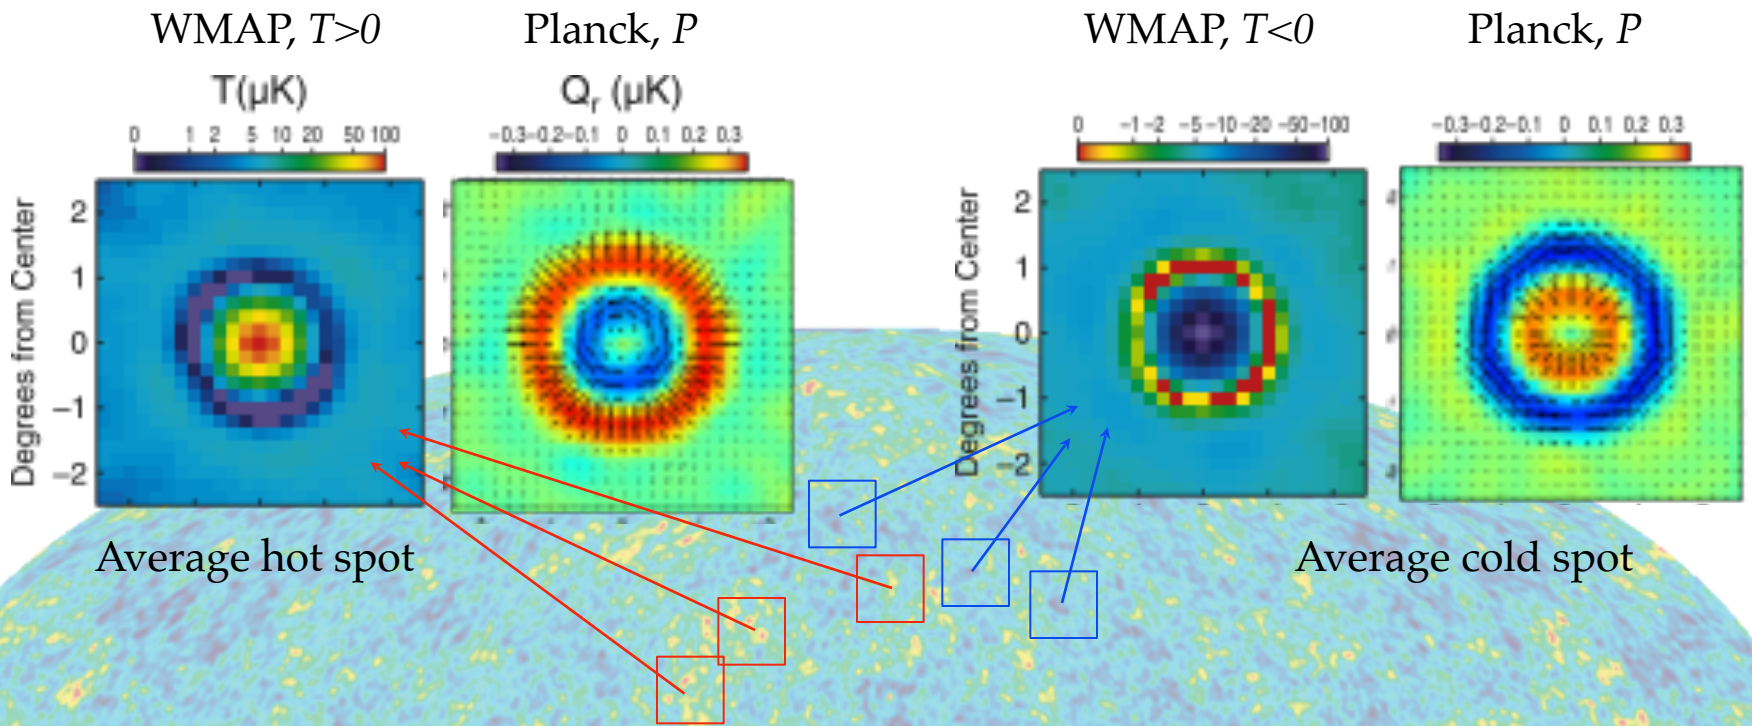 WMAP, T>0
Planck, P
WMAP, T<0
Planck, P
T(μK)
Qr (μK)
0 1 2 5 10 20 50 100
−0.3−0.2−0.1 0 0.1 0.2 0.3
0 −1 −2 −5 −10 −20 −50 −100
−0.3−0.2−0.1 0 0.1 0.2 0.3
Degrees from Center
2
1
0
−1
−2
Degrees from Center
2
1
0
−1
−2
Average hot spot
Average cold spot